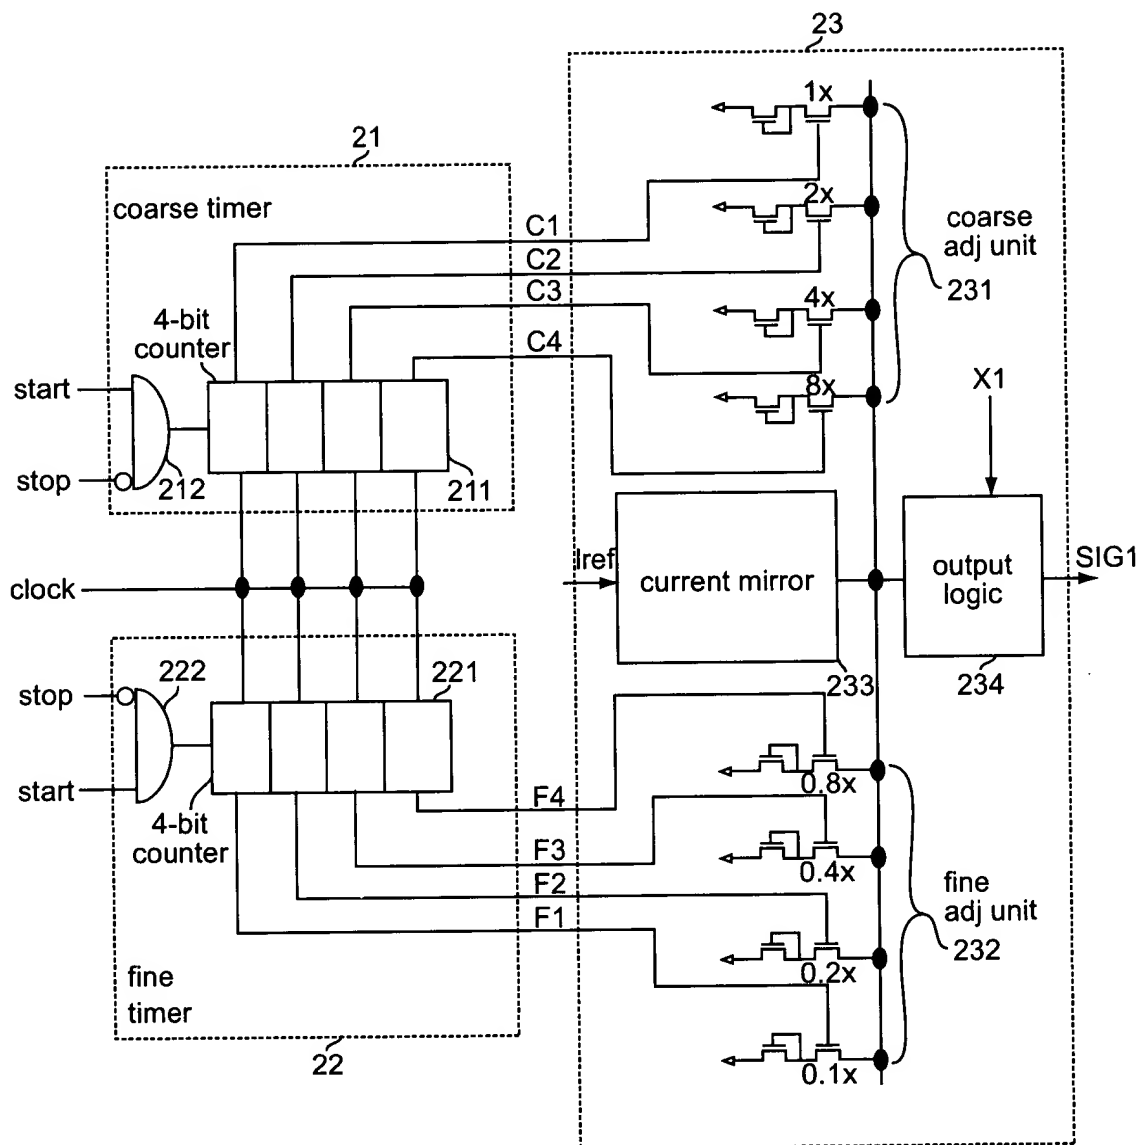 23
1x
21
coarse timer
2x
C1
coarse
adj unit
C2
231
C3
4x
4-bit
counter
C4
start
X1
8x
stop
212
211
Iref
SIG1
clock
current mirror
output
logic
222
221
stop
233
234
start
F4
0.8x
4-bit
counter
F3
0.4x
F2
fine
adj unit
F1
232
0.2x
fine
timer
22
0.1x